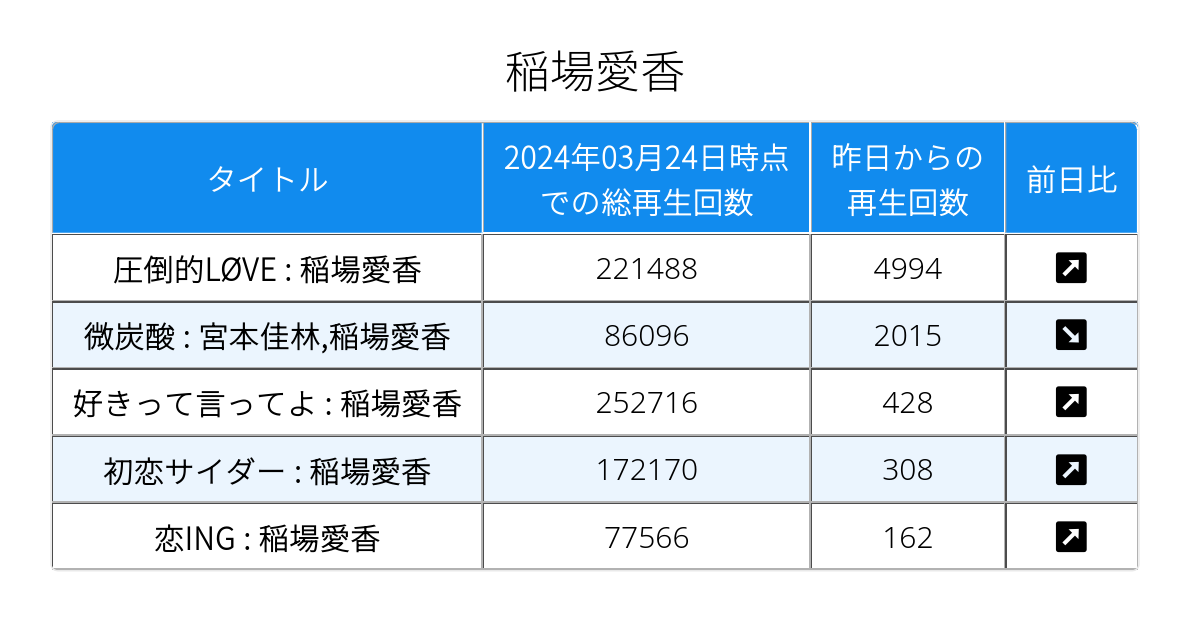 稲場愛香
タイトル
2024年03月24日時点
での総再生回数
昨日からの
再生回数
前日比
圧倒的LØVE : 稲場愛香 221488 4994
微炭酸 : 宮本佳林,稲場愛香 86096 2015
好きって言ってよ : 稲場愛香 252716 428
初恋サイダー : 稲場愛香 172170 308
恋ING : 稲場愛香 77566 162